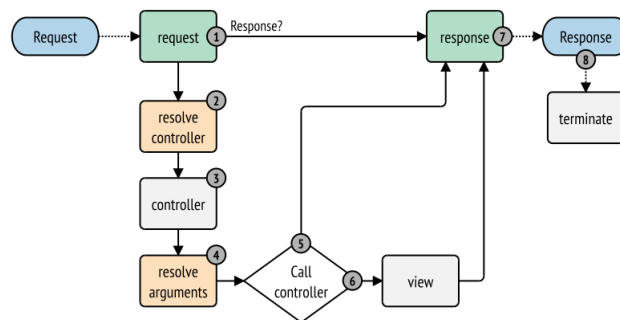 Request
request
1
Response?
response
7
Response
8
terminate
2
resolve
controller
3
controller
4
resolve
arguments
5
Call
controller
6
view